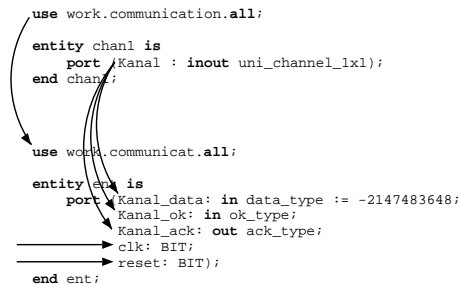 use work.communication.all;
entity chan1 is
port (Kanal : inout uni_channel_1x1);
end chan1;
use work.communicat.all;
entity ent is
port (Kanal_data: in data_type := -2147483648;
Kanal_ok: in ok_type;
Kanal_ack: out ack_type;
clk: BIT;
reset: BIT);
end ent;